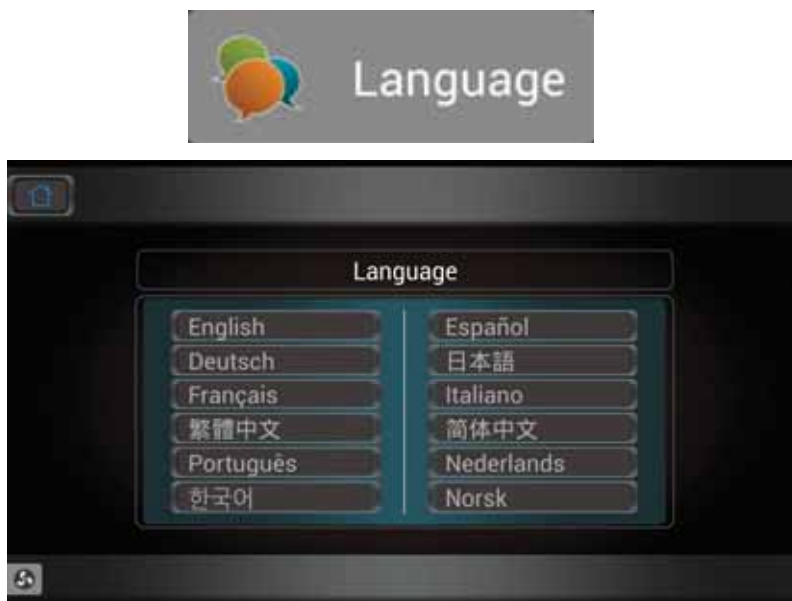 Language
Language
English
Deutsch
Français
繁體中文
Português
한국어
Español
日本語
Italiano
简体中文
Nederlands
Norsk